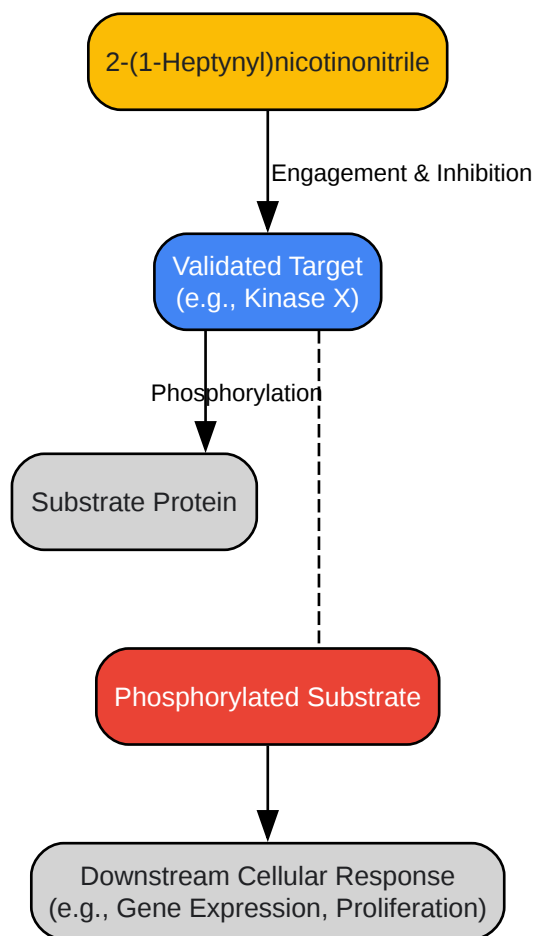 2-(1-Heptynyl)nicotinonitrile
Engagement & Inhibition
Validated Target
(e.g., Kinase X)
Phosphorylation
Substrate Protein
Phosphorylated Substrate
Downstream Cellular Response
(e.g., Gene Expression, Proliferation)